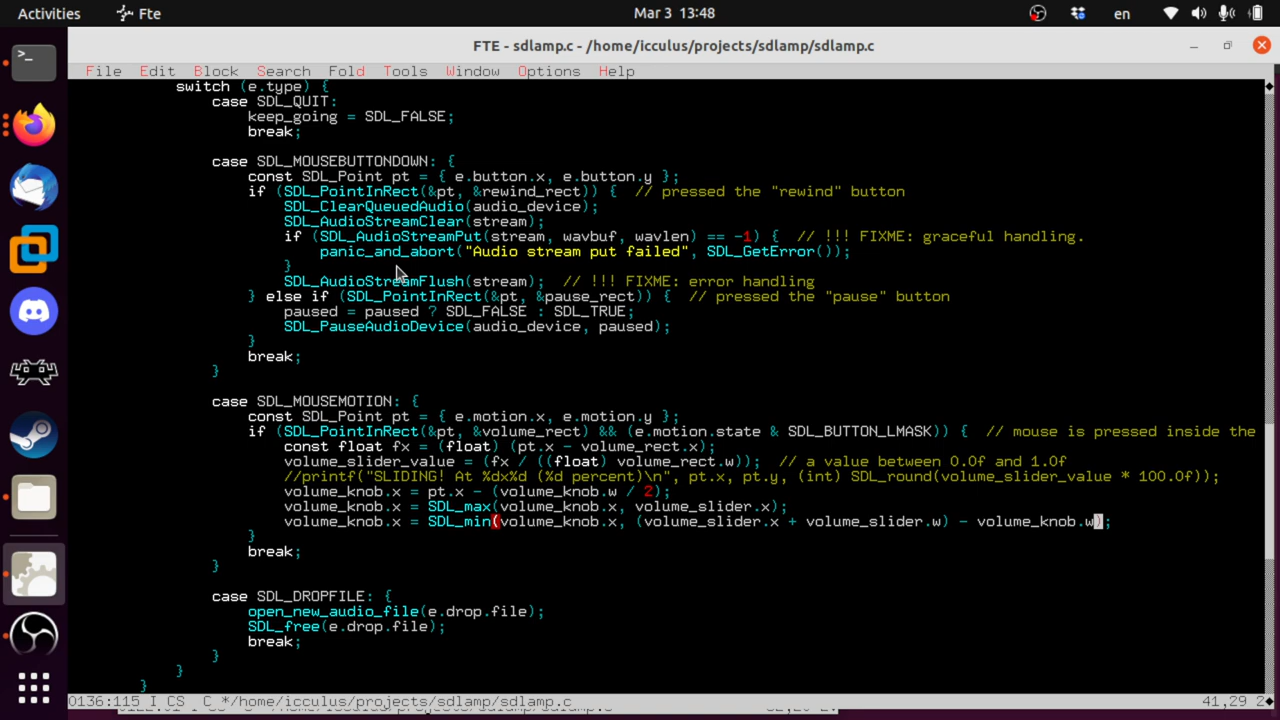 Activities
Fte
Mar 3 13:48
en
FTE - sdlamp.c - /home/icculus/projects/sdlamp/sdlamp.c
File Edit Block Search Fold Tools Window Options Help
switch (e.type) {
case SDL_QUIT:
keep_going = SDL_FALSE;
break;
case SDL_MOUSEBUTTONDOWN: {
const SDL_Point pt = { e.button.x, e.button.y };
if (SDL_PointInRect(&pt, &rewind_rect)) { // pressed the "rewind" button
SDL_ClearQueuedAudio(audio_device);
SDL_AudioStreamClear(stream);
if (SDL_AudioStreamPut(stream, wavbuf, wavlen) == -1) { // !!! FIXME: graceful handling.
panic_and_abort("Audio stream put failed", SDL_GetError());
}
SDL_AudioStreamFlush(stream); // !!! FIXME: error handling
} else if (SDL_PointInRect(&pt, &pause_rect)) { // pressed the "pause" button
paused = paused ? SDL_FALSE : SDL_TRUE;
SDL_PauseAudioDevice(audio_device, paused);
}
break;
}
case SDL_MOUSEMOTION: {
const SDL_Point pt = { e.motion.x, e.motion.y };
if (SDL_PointInRect(&pt, &volume_rect) && (e.motion.state & SDL_BUTTON_LMASK)) { // mouse is pressed inside the
const float fx = (float) (pt.x - volume_rect.x);
volume_slider_value = (fx / ((float) volume_rect.w)); // a value between 0.0f and 1.0f
//printf("SLIDING! At %dx%d (%d percent)\n", pt.x, pt.y, (int) SDL_round(volume_slider_value * 100.0f));
volume_knob.x = pt.x - (volume_knob.w / 2);
volume_knob.x = SDL_max(volume_knob.x, volume_slider.x);
volume_knob.x = SDL_min(volume_knob.x, (volume_slider.x + volume_slider.w) - volume_knob.w);
}
break;
}
case SDL_DROPFILE: {
open_new_audio_file(e.drop.file);
SDL_free(e.drop.file);
break;
}
}
}
0136:115 I CS C */home/icculus/projects/sdlamp/sdlamp.c 41,29 2